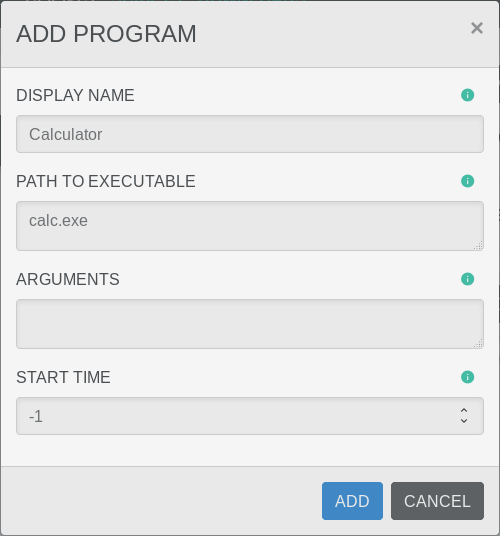 ADD PROGRAM ×
DISPLAY NAME
Calculator
PATH TO EXECUTABLE
calc.exe
ARGUMENTS
START TIME
-1
ADD CANCEL